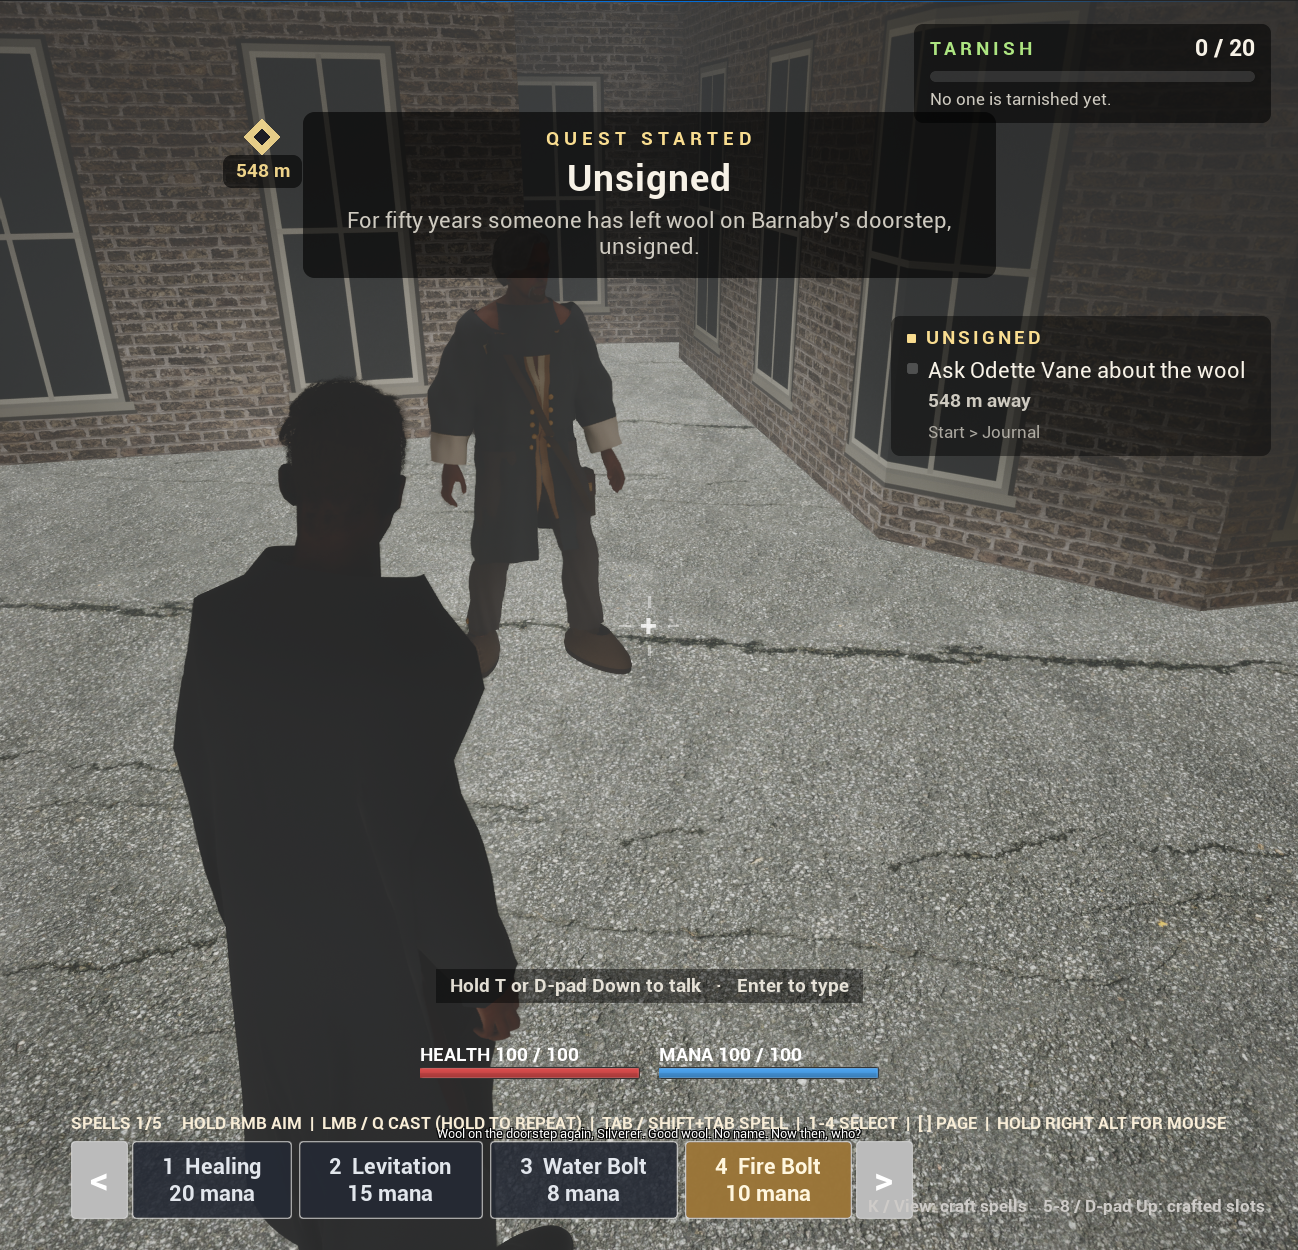 TARNISH 0 / 20
No one is tarnished yet.
QUEST STARTED
Unsigned
For fifty years someone has left wool on Barnaby's doorstep,
unsigned.
548 m
UNSIGNED
Ask Odette Vane about the wool
548 m away
Start > Journal
Hold T or D-pad Down to talk · Enter to type
HEALTH 100 / 100 MANA 100 / 100
SPELLS 1/5 HOLD RMB AIM | LMB / Q CAST (HOLD TO REPEAT) | TAB / SHIFT+TAB SPELL | 1-4 SELECT | [ ] PAGE | HOLD RIGHT ALT FOR MOUSE
Wool on the doorstep again, Silverer. Good wool. No name. Now then, who?
< 1 Healing 2 Levitation 3 Water Bolt 4 Fire Bolt >
20 mana 15 mana 8 mana 10 mana
K / View: craft spells 5-8 / D-pad Up: crafted slots